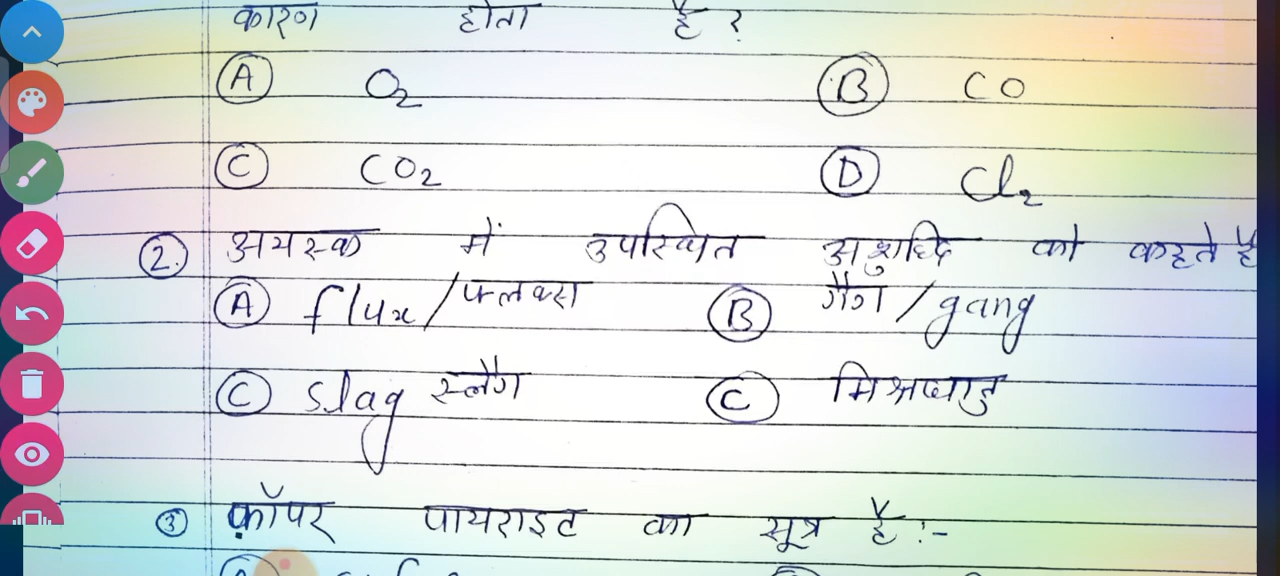 कारण होता है ?
(A) O2 (B) CO
(C) CO2 (D) Cl2
(2.) अयस्क में उपस्थित अशुद्धि को कहते है
(A) flux/फ्लक्स (B) गैंग / gang
(C) Slag स्लैग (C) मिश्रधातु
(3) कॉपर पायराइट का सूत्र है :-